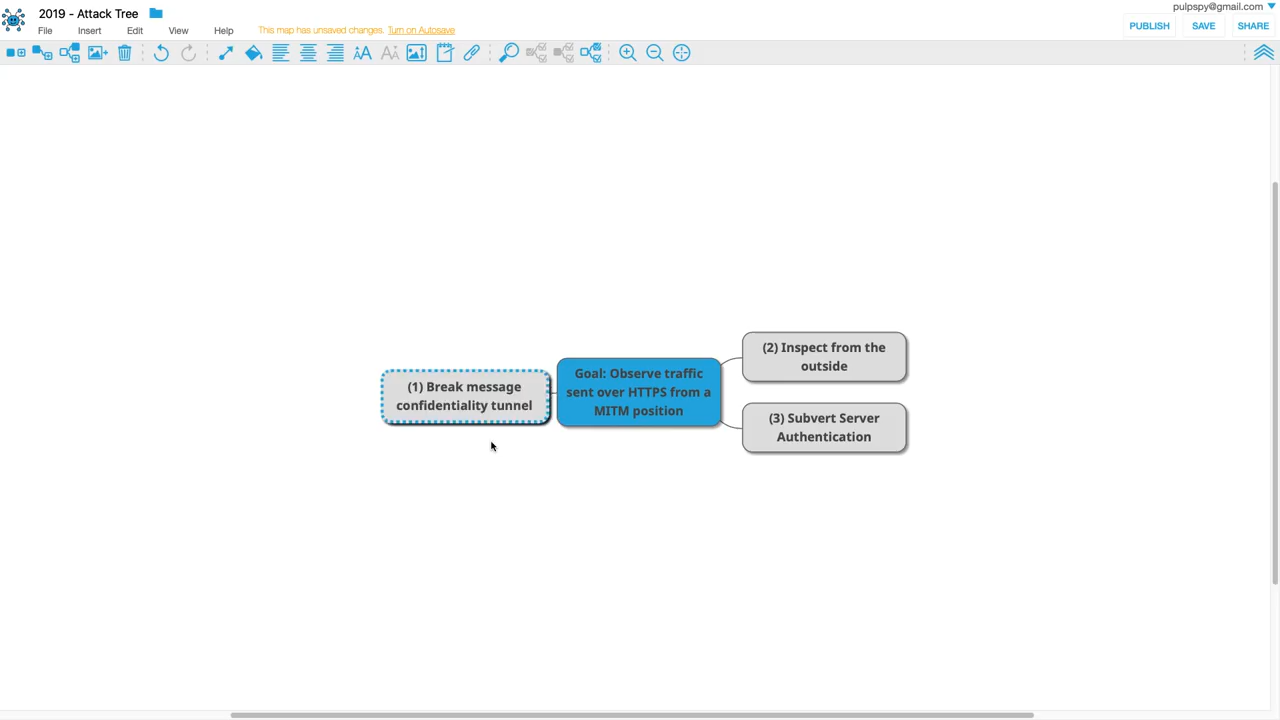 2019 - Attack Tree
pulpspy@gmail.com
File Insert Edit View Help
This map has unsaved changes. Turn on Autosave
PUBLISH SAVE SHARE
(1) Break message
confidentiality tunnel
Goal: Observe traffic
sent over HTTPS from a
MITM position
(2) Inspect from the
outside
(3) Subvert Server
Authentication